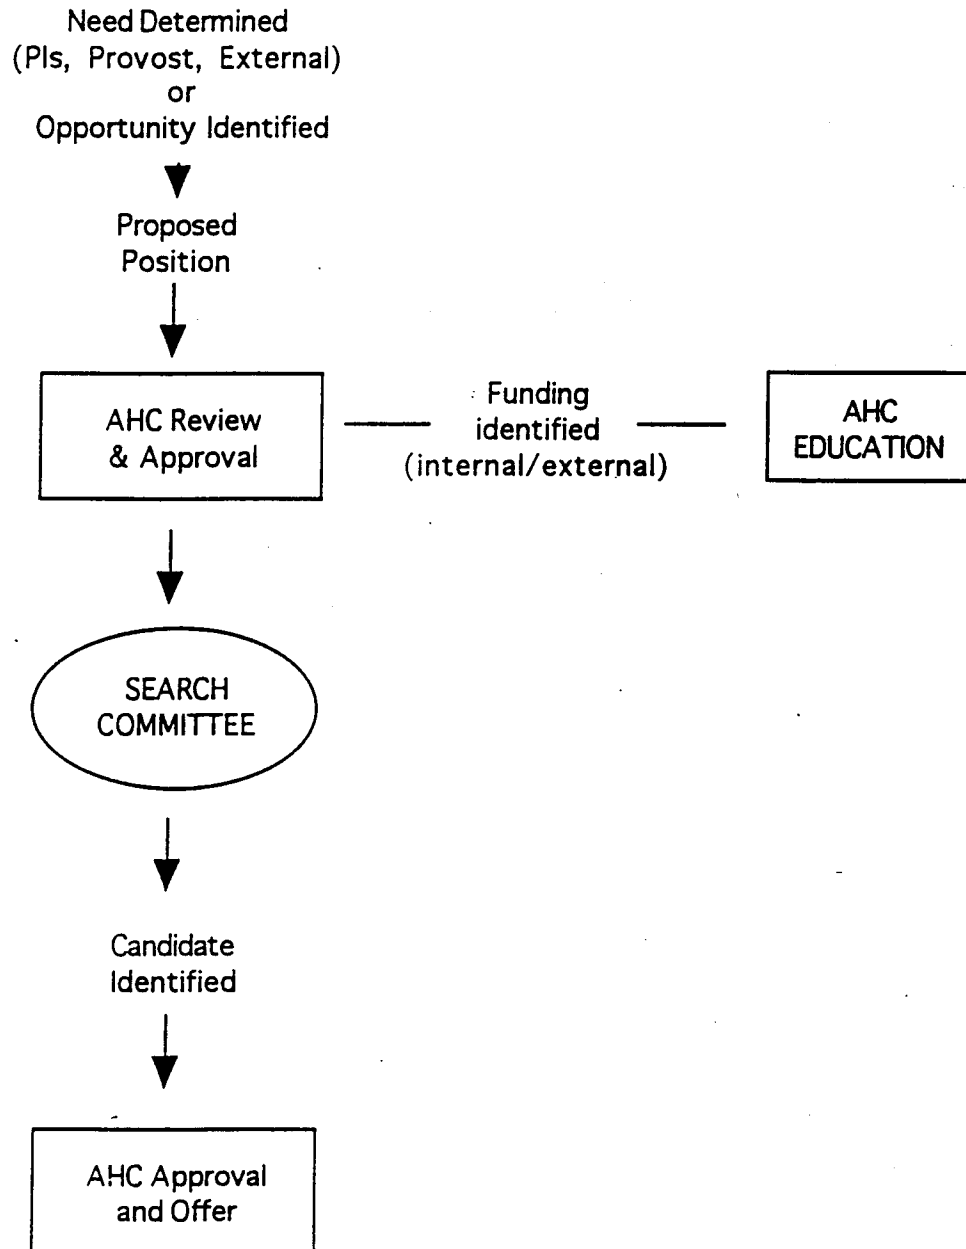 Need Determined
(PIs, Provost, External)
or
Opportunity Identified
Proposed
Position
AHC Review
& Approval
Funding
identified
(internal/external)
AHC
EDUCATION
SEARCH
COMMITTEE
Candidate
Identified
AHC Approval
and Offer